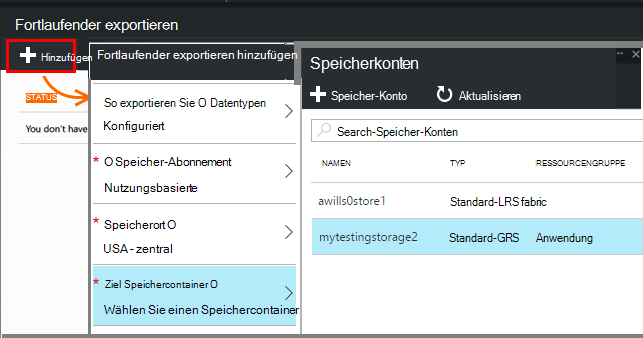 Fortlaufender exportieren
Hinzufügen
STATUS
You don't have
Fortlaufender exportieren hinzufügen
So exportieren Sie O Datentypen
Konfiguriert
* O Speicher-Abonnement
Nutzungsbasierte
* Speicherort O
USA - zentral
* Ziel Speichercontainer O
Wählen Sie einen Speichercontainer
Speicherkonten
Speicher-Konto
Aktualisieren
Search-Speicher-Konten
NAMEN TYP RESSOURCENGRUPPE
awills0store1 Standard-LRS fabric
mytestingstorage2 Standard-GRS Anwendung